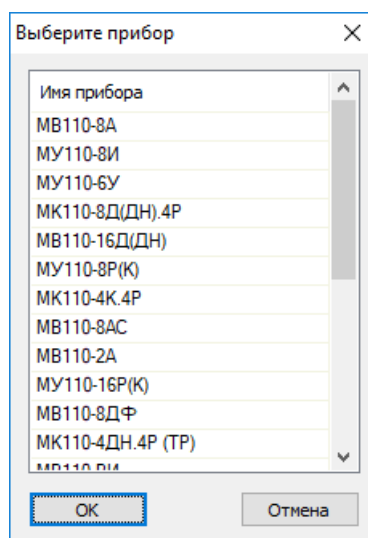 Выберите прибор
Имя прибора
МВ110-8А
МУ110-8И
МУ110-6У
МК110-8Д(ДН).4Р
МВ110-16Д(ДН)
МУ110-8Р(К)
МК110-4К.4Р
МВ110-8АС
МВ110-2А
МУ110-16Р(К)
МВ110-8ДФ
МК110-4ДН.4Р (ТР)
ОК
Отмена